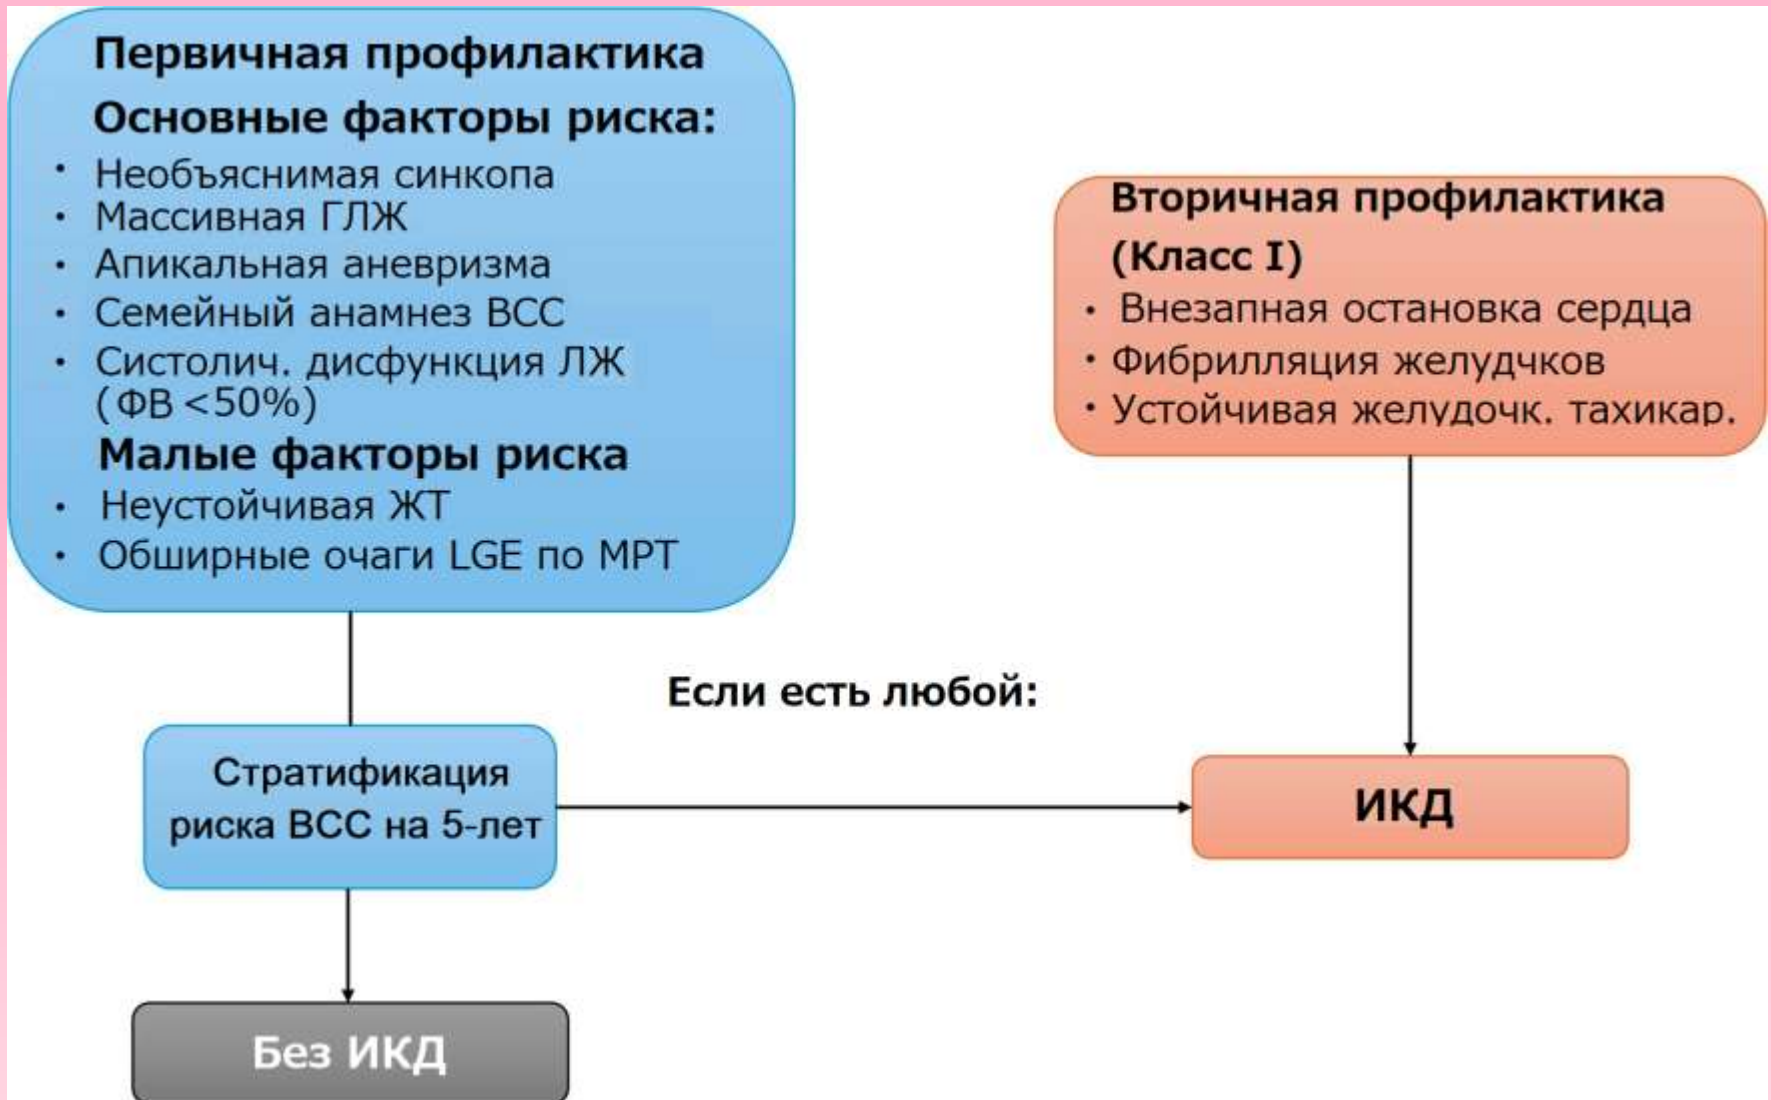 Первичная профилактика
Основные факторы риска:
· Необъяснимая синкопа
· Массивная ГЛЖ
· Апикальная аневризма
· Семейный анамнез ВСС
· Систолич. дисфункция ЛЖ
(ФВ <50%)
Малые факторы риска
· Неустойчивая ЖТ
· Обширные очаги LGE по МРТ
Вторичная профилактика
(Класс I)
· Внезапная остановка сердца
· Фибрилляция желудчков
· Устойчивая желудочк. тахикар.
Если есть любой:
Стратификация
риска ВСС на 5-лет
ИКД
Без ИКД